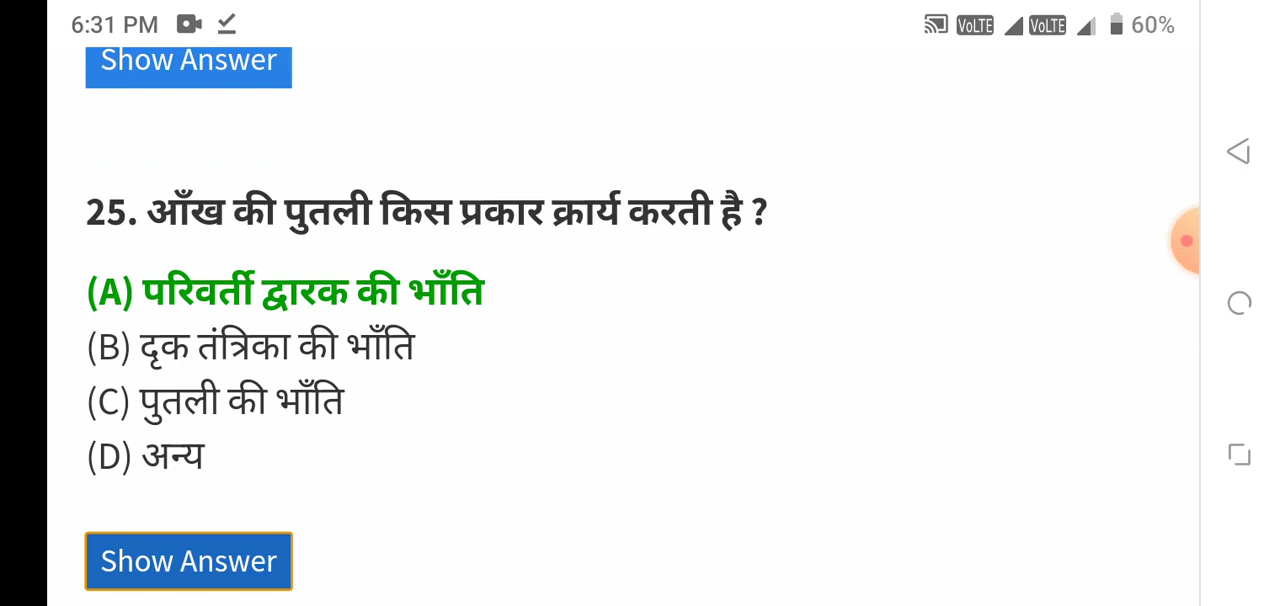 6:31 PM VoLTE VoLTE 60%
Show Answer
25. आँख की पुतली किस प्रकार क्रार्य करती है ?
(A) परिवर्ती द्वारक की भाँति
(B) दृक तंत्रिका की भाँति
(C) पुतली की भाँति
(D) अन्य
Show Answer